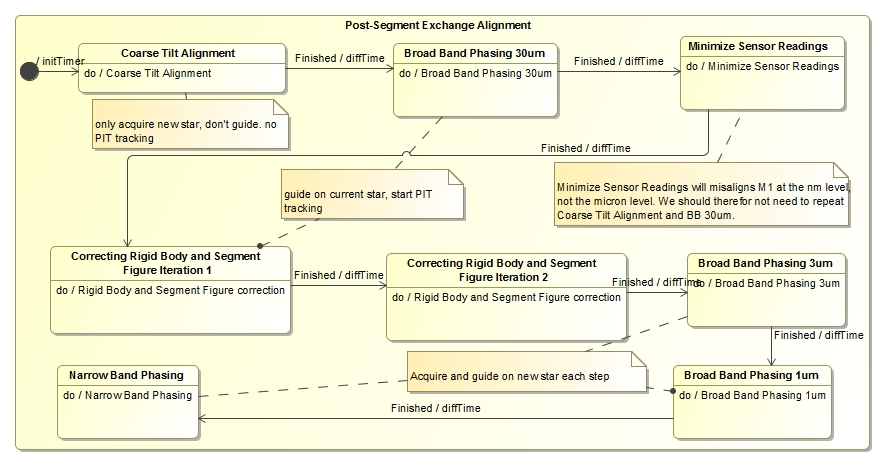 Post-Segment Exchange Alignment
/ initTimer
Coarse Tilt Alignment
do / Coarse Tilt Alignment
Finished / diffTime
Broad Band Phasing 30um
do / Broad Band Phasing 30um
Finished / diffTime
Minimize Sensor Readings
do / Minimize Sensor Readings
only acquire new star, don't guide. no
PIT tracking
Finished / diffTime
guide on current star, start PIT
tracking
Minimize Sensor Readings will misaligns M1 at the nm level,
not the micron level. We should therefor not need to repeat
Coarse Tilt Alignment and BB 30um.
Correcting Rigid Body and Segment
Figure Iteration 1
do / Rigid Body and Segment Figure correction
Finished / diffTime
Correcting Rigid Body and Segment
Figure Iteration 2
do / Rigid Body and Segment Figure correction
Finished / diffTime
Broad Band Phasing 3um
do / Broad Band Phasing 3um
Finished / diffTime
Narrow Band Phasing
do / Narrow Band Phasing
Acquire and guide on new star each step
Broad Band Phasing 1um
do / Broad Band Phasing 1um
Finished / diffTime